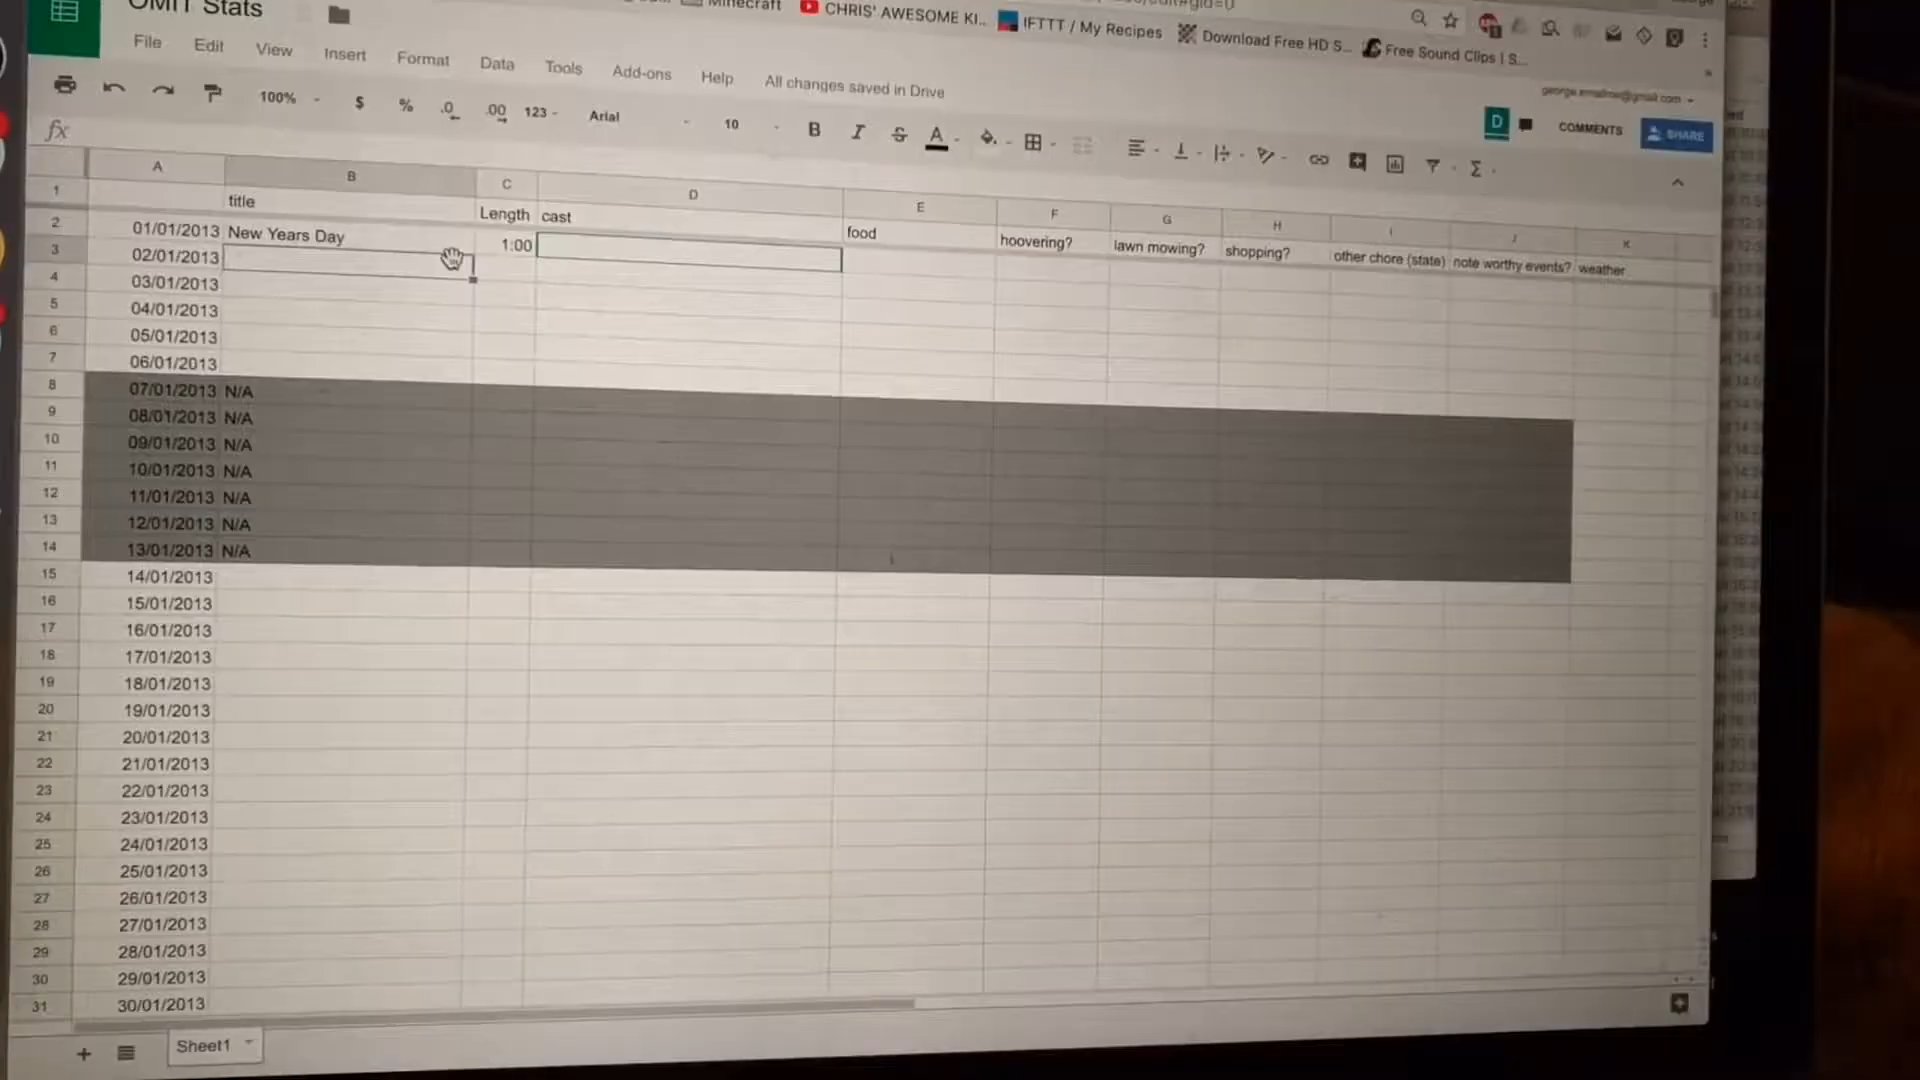 OMIT Stats
Minecraft
CHRIS' AWESOME KI...
IFTTT / My Recipes
Download Free HD S...
Free Sound Clips | S...
File Edit View Insert Format Data Tools Add-ons Help All changes saved in Drive
COMMENTS
SHARE
100% $ % .0 .00 123 Arial 10 B I S A
D
fx
A B C D E F G H I J K
1 title Length cast food hoovering? lawn mowing? shopping? other chore (state) note worthy events? weather
2 01/01/2013 New Years Day 1:00
3 02/01/2013
4 03/01/2013
5 04/01/2013
6 05/01/2013
7 06/01/2013
8 07/01/2013 N/A
9 08/01/2013 N/A
10 09/01/2013 N/A
11 10/01/2013 N/A
12 11/01/2013 N/A
13 12/01/2013 N/A
14 13/01/2013 N/A
15 14/01/2013
16 15/01/2013
17 16/01/2013
18 17/01/2013
19 18/01/2013
20 19/01/2013
21 20/01/2013
22 21/01/2013
23 22/01/2013
24 23/01/2013
25 24/01/2013
26 25/01/2013
27 26/01/2013
28 27/01/2013
29 28/01/2013
30 29/01/2013
31 30/01/2013
Sheet1